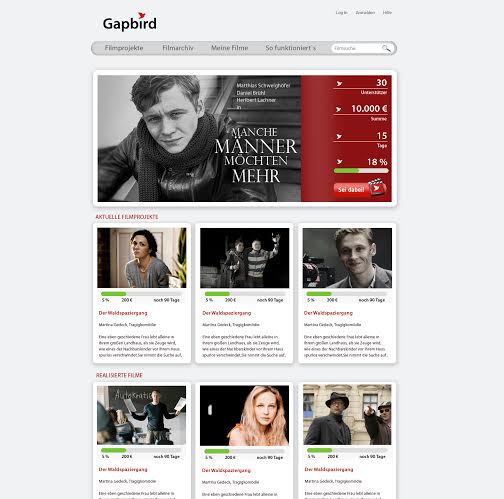 Log in Anmelden Hilfe
Gapbird
Filmprojekte Filmarchiv Meine Filme So funktioniert´s Filmsuche
Matthias Schweighöfer
Daniel Brühl
Heribert Lachner
in
MANCHE
MÄNNER
MÖCHTEN
MEHR
30
Unterstützer
10.000 €
Summe
15
Tage
18 %
Sei dabei!
AKTUELLE FILMPROJEKTE
5 % 200 € noch 90 Tage
5 % 200 € noch 90 Tage
5 % 200 € noch 90 Tage
Der Waldspaziergang
Der Waldspaziergang
Der Waldspaziergang
Martina Gedeck, Tragigkomödie
Martina Gedeck, Tragigkomödie
Martina Gedeck, Tragigkomödie
Eine eben geschiedene Frau lebt alleine in
ihrem großen Landhaus, als sie Zeuge wird,
wie eines der Nachbarskinder vor ihrem Haus
spurlos verschwindet.Sie nimmt die Suche auf.
Eine eben geschiedene Frau lebt alleine in
ihrem großen Landhaus, als sie Zeuge wird,
wie eines der Nachbarskinder vor ihrem Haus
spurlos verschwindet.Sie nimmt die Suche auf.
Eine eben geschiedene Frau lebt alleine in
ihrem großen Landhaus, als sie Zeuge wird,
wie eines der Nachbarskinder vor ihrem Haus
spurlos verschwindet.Sie nimmt die Suche auf.
REALISIERTE FILME
5 % 200 € noch 90 Tage
5 % 200 € noch 90 Tage
5 % 200 € noch 90 Tage
Der Waldspaziergang
Der Waldspaziergang
Der Waldspaziergang
Martina Gedeck, Tragigkomödie
Martina Gedeck, Tragigkomödie
Martina Gedeck, Tragigkomödie
Eine eben geschiedene Frau lebt alleine in
Eine eben geschiedene Frau lebt alleine in
Eine eben geschiedene Frau lebt alleine in